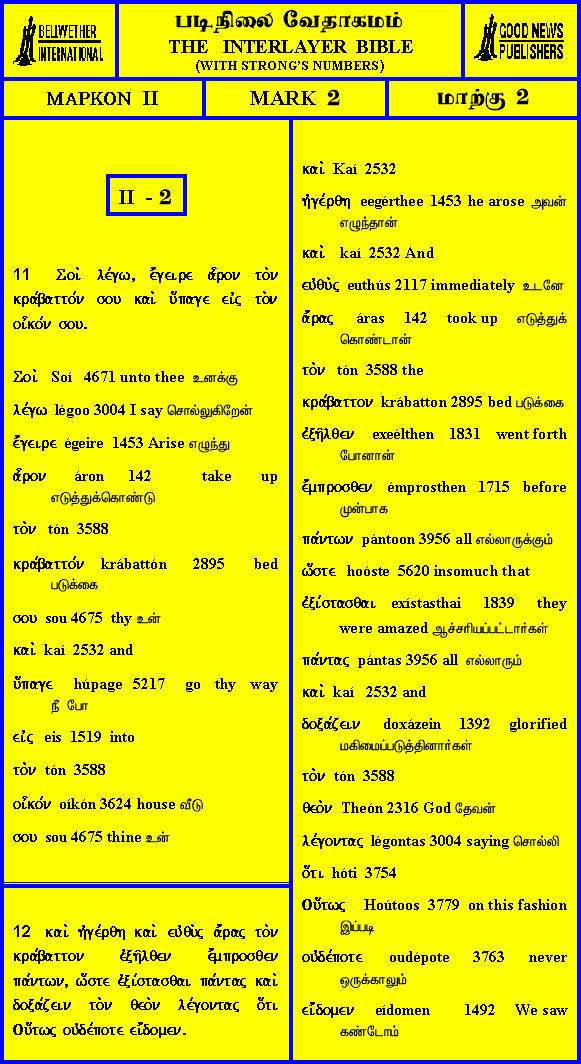 BELLWETHER
INTERNATIONAL
படிநிலை வேதாகமம்
THE INTERLAYER BIBLE
(WITH STRONG'S NUMBERS)
GOOD NEWS
PUBLISHERS
ΜΑΡΚΟΝ II
MARK 2
மாற்கு 2
II - 2
11 Σοὶ λέγω, ἔγειρε ἆρον τὸν
κράβαττόν σου καὶ ὕπαγε εἰς τὸν
οἶκόν σου.
Σοὶ Soí 4671 unto thee உனக்கு
λέγω légoo 3004 I say சொல்லுகிறேன்
ἔγειρε égeire 1453 Arise எழுந்து
ἆρον áron 142 take up
எடுத்துக்கொண்டு
τὸν tón 3588
κράβαττόν krábattón 2895 bed
படுக்கை
σου sou 4675 thy உன்
καὶ kaí 2532 and
ὕπαγε húpage 5217 go thy way
நீ போ
εἰς eis 1519 into
τὸν tón 3588
οἶκόν oíkón 3624 house வீடு
σου sou 4675 thine உன்
12 καὶ ἠγέρθη καὶ εὐθὺς ἄρας τὸν
κράβαττον ἐξῆλθεν ἔμπροσθεν
πάντων, ὥστε ἐξίστασθαι πάντας καὶ
δοξάζειν τὸν θεὸν λέγοντας ὅτι
Οὕτως οὐδέποτε εἴδομεν.
καὶ Kaí 2532
ἠγέρθη eegérthee 1453 he arose அவன்
எழுந்தான்
καὶ kaí 2532 And
εὐθὺς euthús 2117 immediately உடனே
ἄρας áras 142 took up எடுத்துக்
கொண்டான்
τὸν tón 3588 the
κράβαττον krábatton 2895 bed படுக்கை
ἐξῆλθεν exeélthen 1831 went forth
போனான்
ἔμπροσθεν émprosthen 1715 before
முன்பாக
πάντων pántoon 3956 all எல்லாருக்கும்
ὥστε hoóste 5620 insomuch that
ἐξίστασθαι exístasthai 1839 they
were amazed ஆச்சரியப்பட்டார்கள்
πάντας pántas 3956 all எல்லாரும்
καὶ kaí 2532 and
δοξάζειν doxázein 1392 glorified
மகிமைப்படுத்தினார்கள்
τὸν tón 3588
θεὸν Theón 2316 God தேவன்
λέγοντας légontas 3004 saying சொல்லி
ὅτι hóti 3754
Οὕτως Hoútoos 3779 on this fashion
இப்படி
οὐδέποτε oudépote 3763 never
ஒருக்காலும்
εἴδομεν eídomen 1492 We saw
கண்டோம்